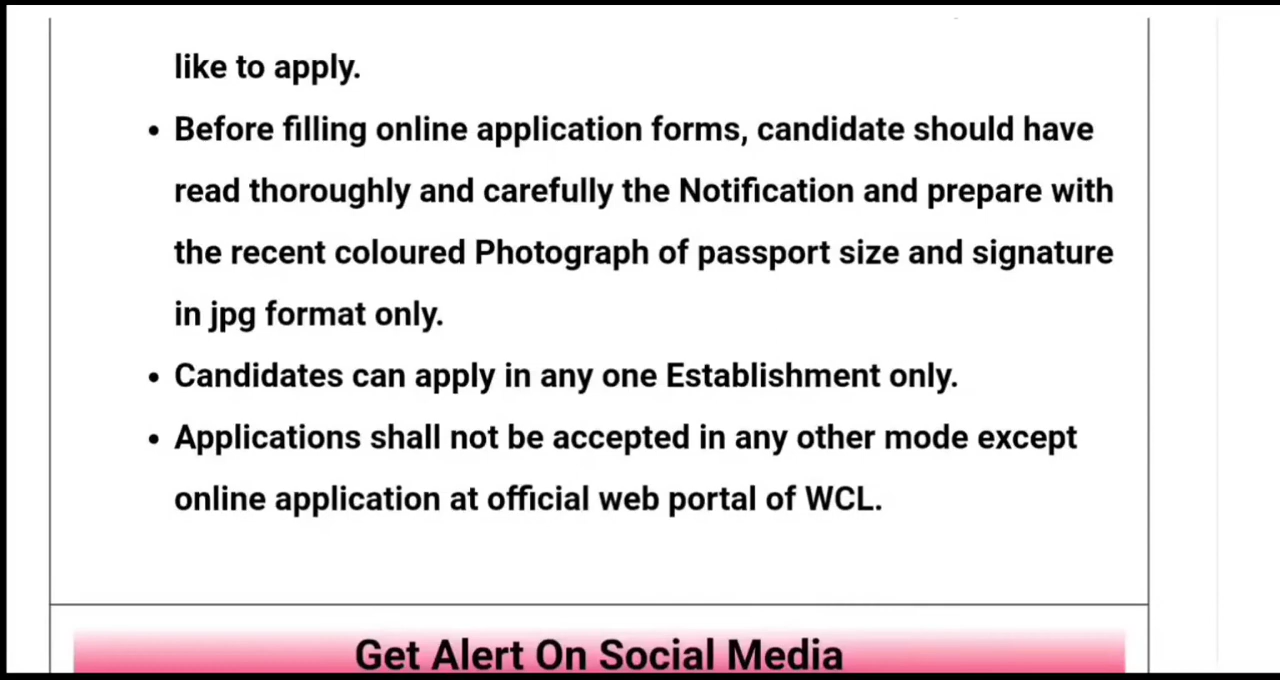 like to apply.
• Before filling online application forms, candidate should have
read thoroughly and carefully the Notification and prepare with
the recent coloured Photograph of passport size and signature
in jpg format only.
• Candidates can apply in any one Establishment only.
• Applications shall not be accepted in any other mode except
online application at official web portal of WCL.
Get Alert On Social Media